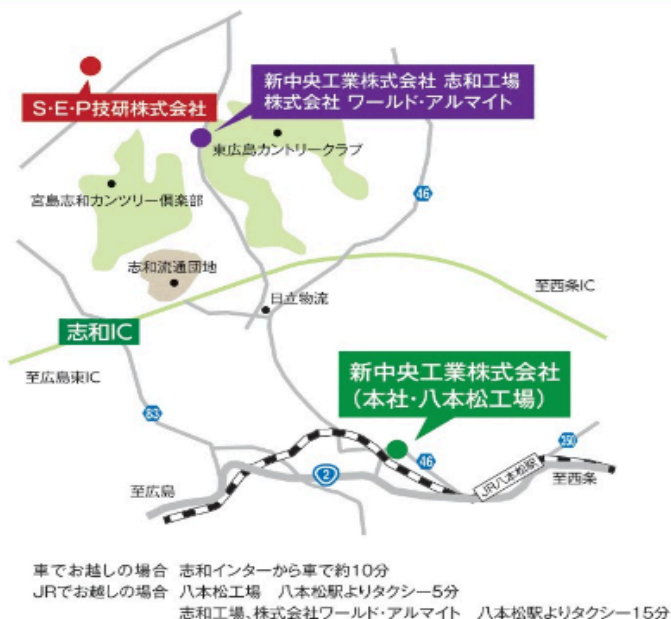 新中央工業株式会社 志和工場
株式会社 ワールド・アルマイト
S・E・P技研株式会社
東広島カントリークラブ
宮島志和カンツリー倶楽部
46
志和流通団地
至西条IC
日立物流
志和IC
至広島東IC
新中央工業株式会社
(本社・八本松工場)
83
350
46
2
JR八本松駅
至西条
至広島
車でお越しの場合 志和インターから車で約10分
JRでお越しの場合 八本松工場 八本松駅よりタクシー5分
志和工場、株式会社ワールド・アルマイト 八本松駅よりタクシー15分